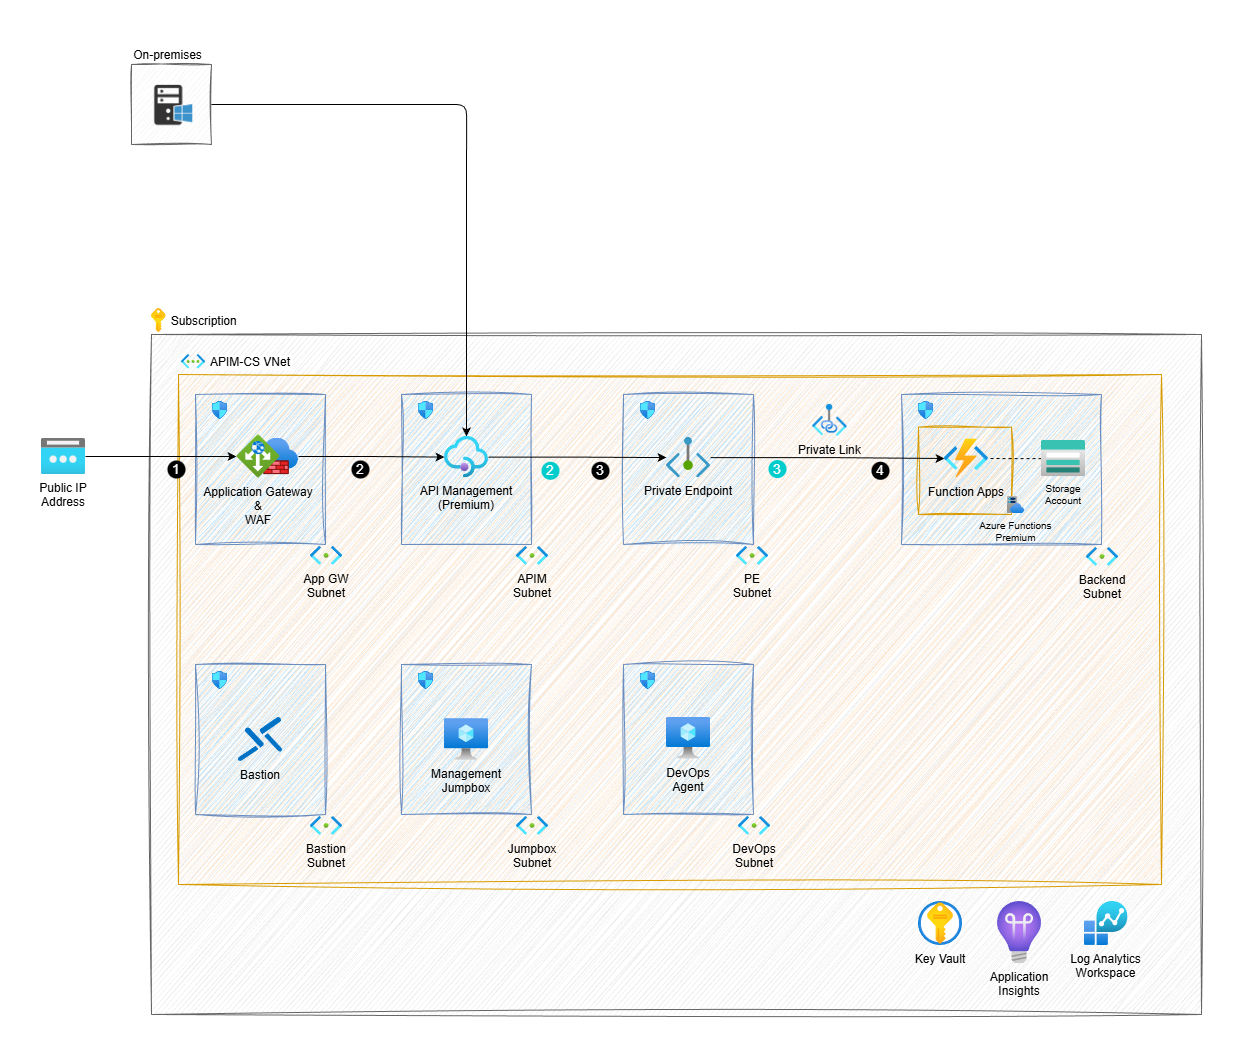 On-premises
Subscription
APIM-CS VNet
Public IP
Address
1
Application Gateway
&
WAF
2
API Management
(Premium)
2
3
Private Endpoint
3
Private Link
4
Function Apps
Storage
Account
Azure Functions
Premium
App GW
Subnet
APIM
Subnet
PE
Subnet
Backend
Subnet
Bastion
Management
Jumpbox
DevOps
Agent
Bastion
Subnet
Jumpbox
Subnet
DevOps
Subnet
Key Vault
Application
Insights
Log Analytics
Workspace